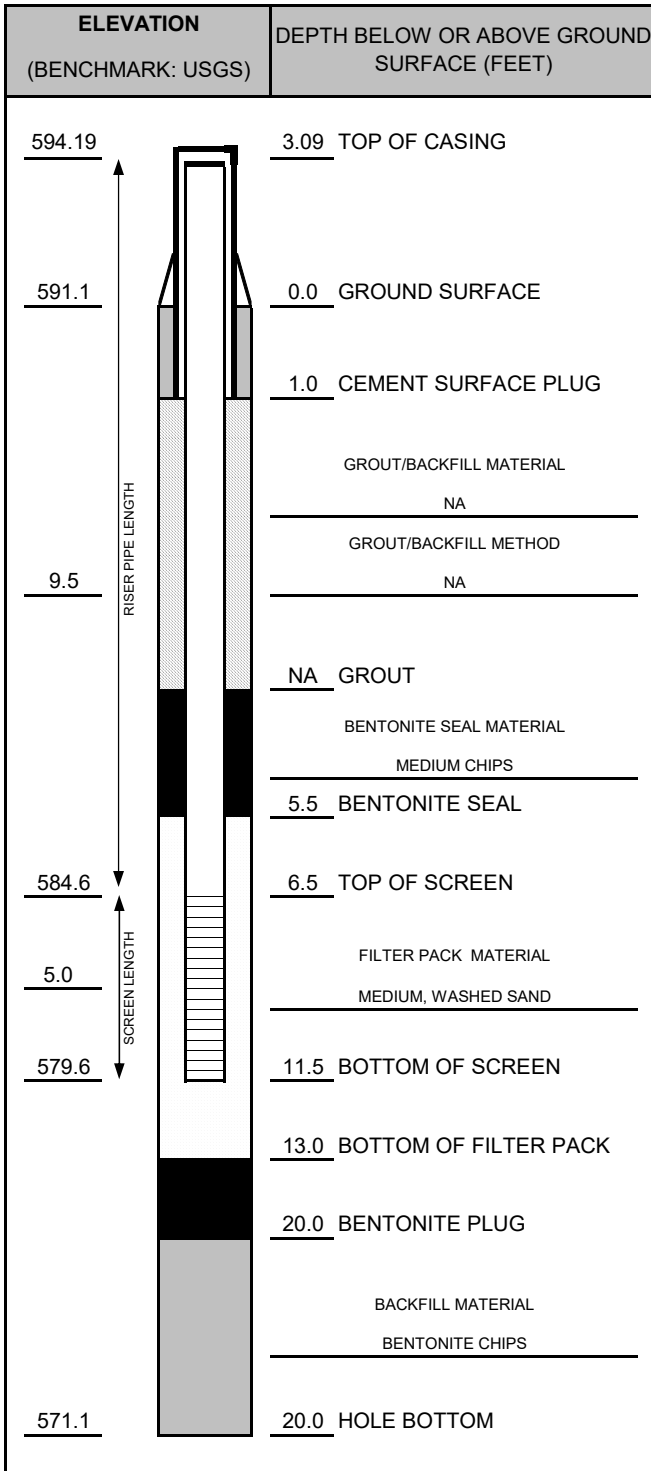 ELEVATION
(BENCHMARK: USGS)
DEPTH BELOW OR ABOVE GROUND
SURFACE (FEET)
594.19 3.09 TOP OF CASING
591.1 0.0 GROUND SURFACE
1.0 CEMENT SURFACE PLUG
GROUT/BACKFILL MATERIAL
NA
GROUT/BACKFILL METHOD
RISER PIPE LENGTH
9.5 NA
NA GROUT
BENTONITE SEAL MATERIAL
MEDIUM CHIPS
5.5 BENTONITE SEAL
584.6 6.5 TOP OF SCREEN
SCREEN LENGTH
FILTER PACK MATERIAL
5.0
MEDIUM, WASHED SAND
579.6 11.5 BOTTOM OF SCREEN
13.0 BOTTOM OF FILTER PACK
20.0 BENTONITE PLUG
BACKFILL MATERIAL
BENTONITE CHIPS
571.1 20.0 HOLE BOTTOM